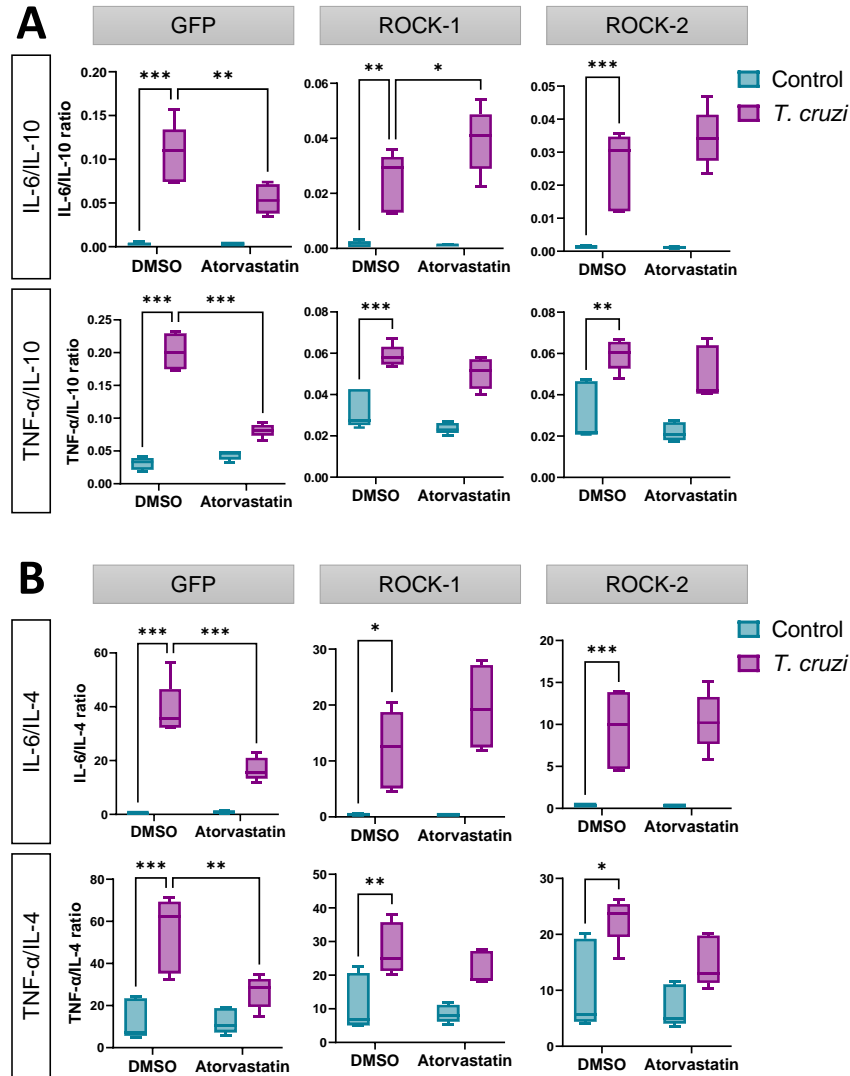 A
GFP
ROCK-1
ROCK-2
Control
T. cruzi
IL-6/IL-10
IL-6/IL-10 ratio
0.20
0.15
0.10
0.05
0.00
***
**
DMSO
Atorvastatin
0.06
0.04
0.02
0.00
**
*
DMSO
Atorvastatin
0.05
0.04
0.03
0.02
0.01
0.00
***
DMSO
Atorvastatin
TNF-α/IL-10
TNF-α/IL-10 ratio
0.25
0.20
0.15
0.10
0.05
0.00
***
***
DMSO
Atorvastatin
0.08
0.06
0.04
0.02
0.00
***
DMSO
Atorvastatin
0.08
0.06
0.04
0.02
0.00
**
DMSO
Atorvastatin
B
GFP
ROCK-1
ROCK-2
Control
T. cruzi
IL-6/IL-4
IL-6/IL-4 ratio
60
40
20
0
***
***
DMSO
Atorvastatin
30
20
10
0
*
DMSO
Atorvastatin
20
15
10
5
0
***
DMSO
Atorvastatin
TNF-α/IL-4
TNF-α/IL-4 ratio
80
60
40
20
0
***
**
DMSO
Atorvastatin
50
40
30
20
10
0
**
DMSO
Atorvastatin
30
20
10
0
*
DMSO
Atorvastatin